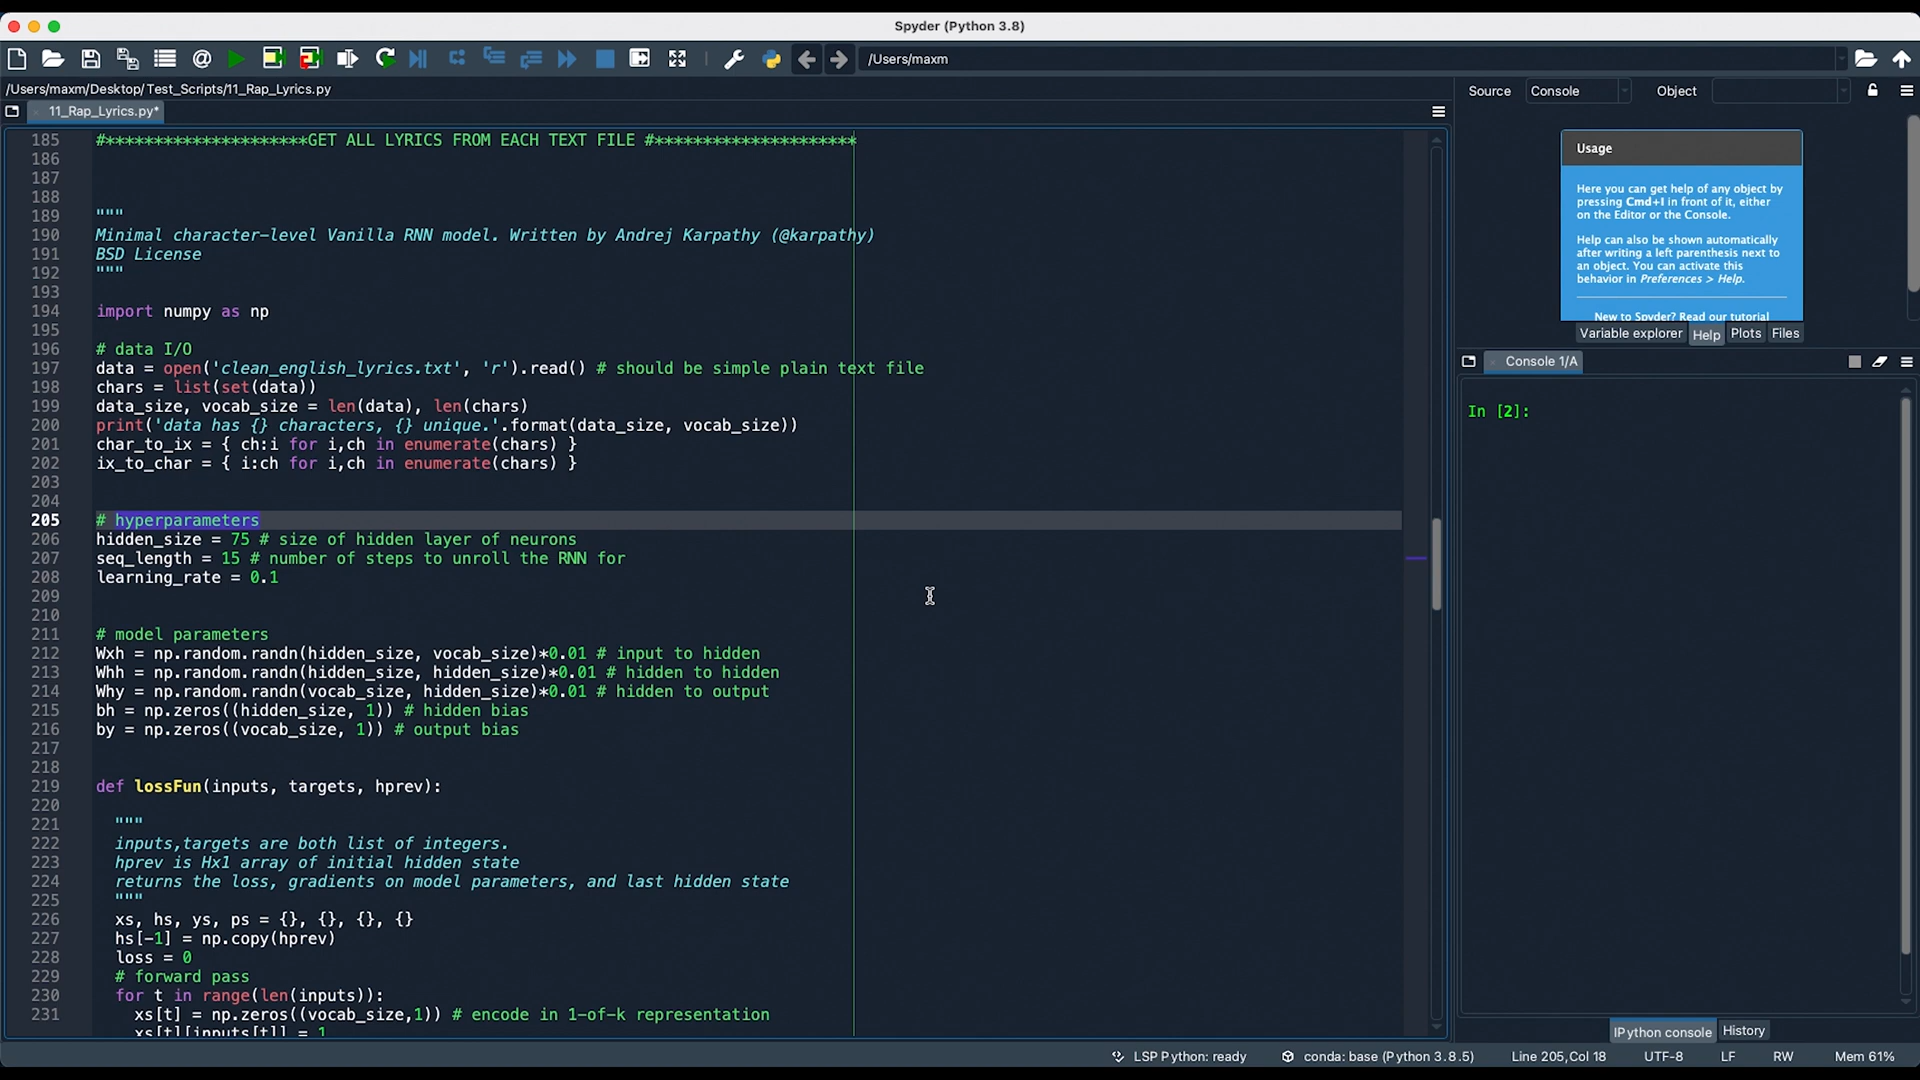 Spyder (Python 3.8)
/Users/maxm
/Users/maxm/Desktop/Test_Scripts/11_Rap_Lyrics.py
11_Rap_Lyrics.py*
185 #*********************GET ALL LYRICS FROM EACH TEXT FILE #*********************
186
187
188
189 """
190 Minimal character-level Vanilla RNN model. Written by Andrej Karpathy (@karpathy)
191 BSD License
192 """
193
194 import numpy as np
195
196 # data I/O
197 data = open('clean_english_lyrics.txt', 'r').read() # should be simple plain text file
198 chars = list(set(data))
199 data_size, vocab_size = len(data), len(chars)
200 print('data has {} characters, {} unique.'.format(data_size, vocab_size))
201 char_to_ix = { ch:i for i,ch in enumerate(chars) }
202 ix_to_char = { i:ch for i,ch in enumerate(chars) }
203
204
205 # hyperparameters
206 hidden_size = 75 # size of hidden layer of neurons
207 seq_length = 15 # number of steps to unroll the RNN for
208 learning_rate = 0.1
209
210
211 # model parameters
212 Wxh = np.random.randn(hidden_size, vocab_size)*0.01 # input to hidden
213 Whh = np.random.randn(hidden_size, hidden_size)*0.01 # hidden to hidden
214 Why = np.random.randn(vocab_size, hidden_size)*0.01 # hidden to output
215 bh = np.zeros((hidden_size, 1)) # hidden bias
216 by = np.zeros((vocab_size, 1)) # output bias
217
218
219 def lossFun(inputs, targets, hprev):
220
221 """
222 inputs,targets are both list of integers.
223 hprev is Hx1 array of initial hidden state
224 returns the loss, gradients on model parameters, and last hidden state
225 """
226 xs, hs, ys, ps = {}, {}, {}, {}
227 hs[-1] = np.copy(hprev)
228 loss = 0
229 # forward pass
230 for t in range(len(inputs)):
231 xs[t] = np.zeros((vocab_size,1)) # encode in 1-of-k representation
xs[t][inputs[t]] = 1
Source Console Object
Usage
Here you can get help of any object by
pressing Cmd+I in front of it, either
on the Editor or the Console.
Help can also be shown automatically
after writing a left parenthesis next to
an object. You can activate this
behavior in Preferences > Help.
New to Spyder? Read our tutorial
Variable explorer Help Plots Files
Console 1/A
In [2]:
IPython console History
LSP Python: ready conda: base (Python 3.8.5) Line 205, Col 18 UTF-8 LF RW Mem 61%